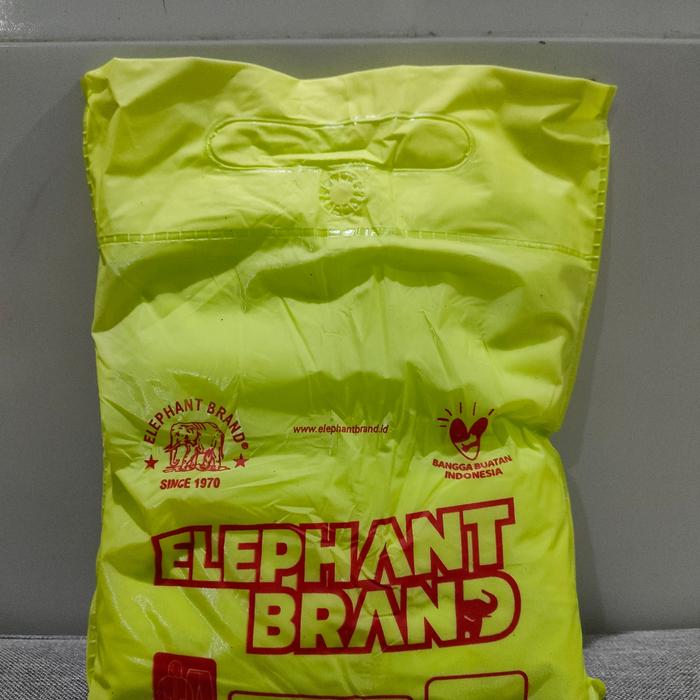 ELEPHANT BRAND®
SINCE 1970
www.elephantbrand.id
BANGGA BUATAN
INDONESIA
ELEPHANT
BRAND